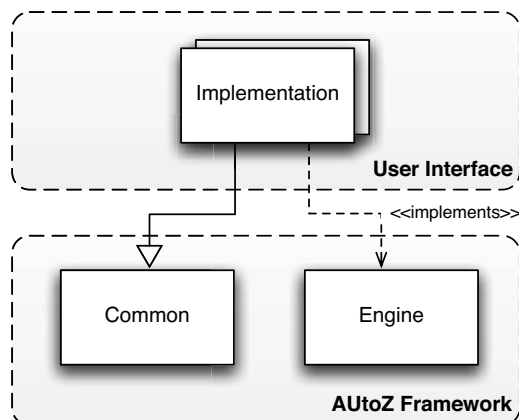 Implementation
User Interface
<<implements>>
Common
Engine
AUtoZ Framework